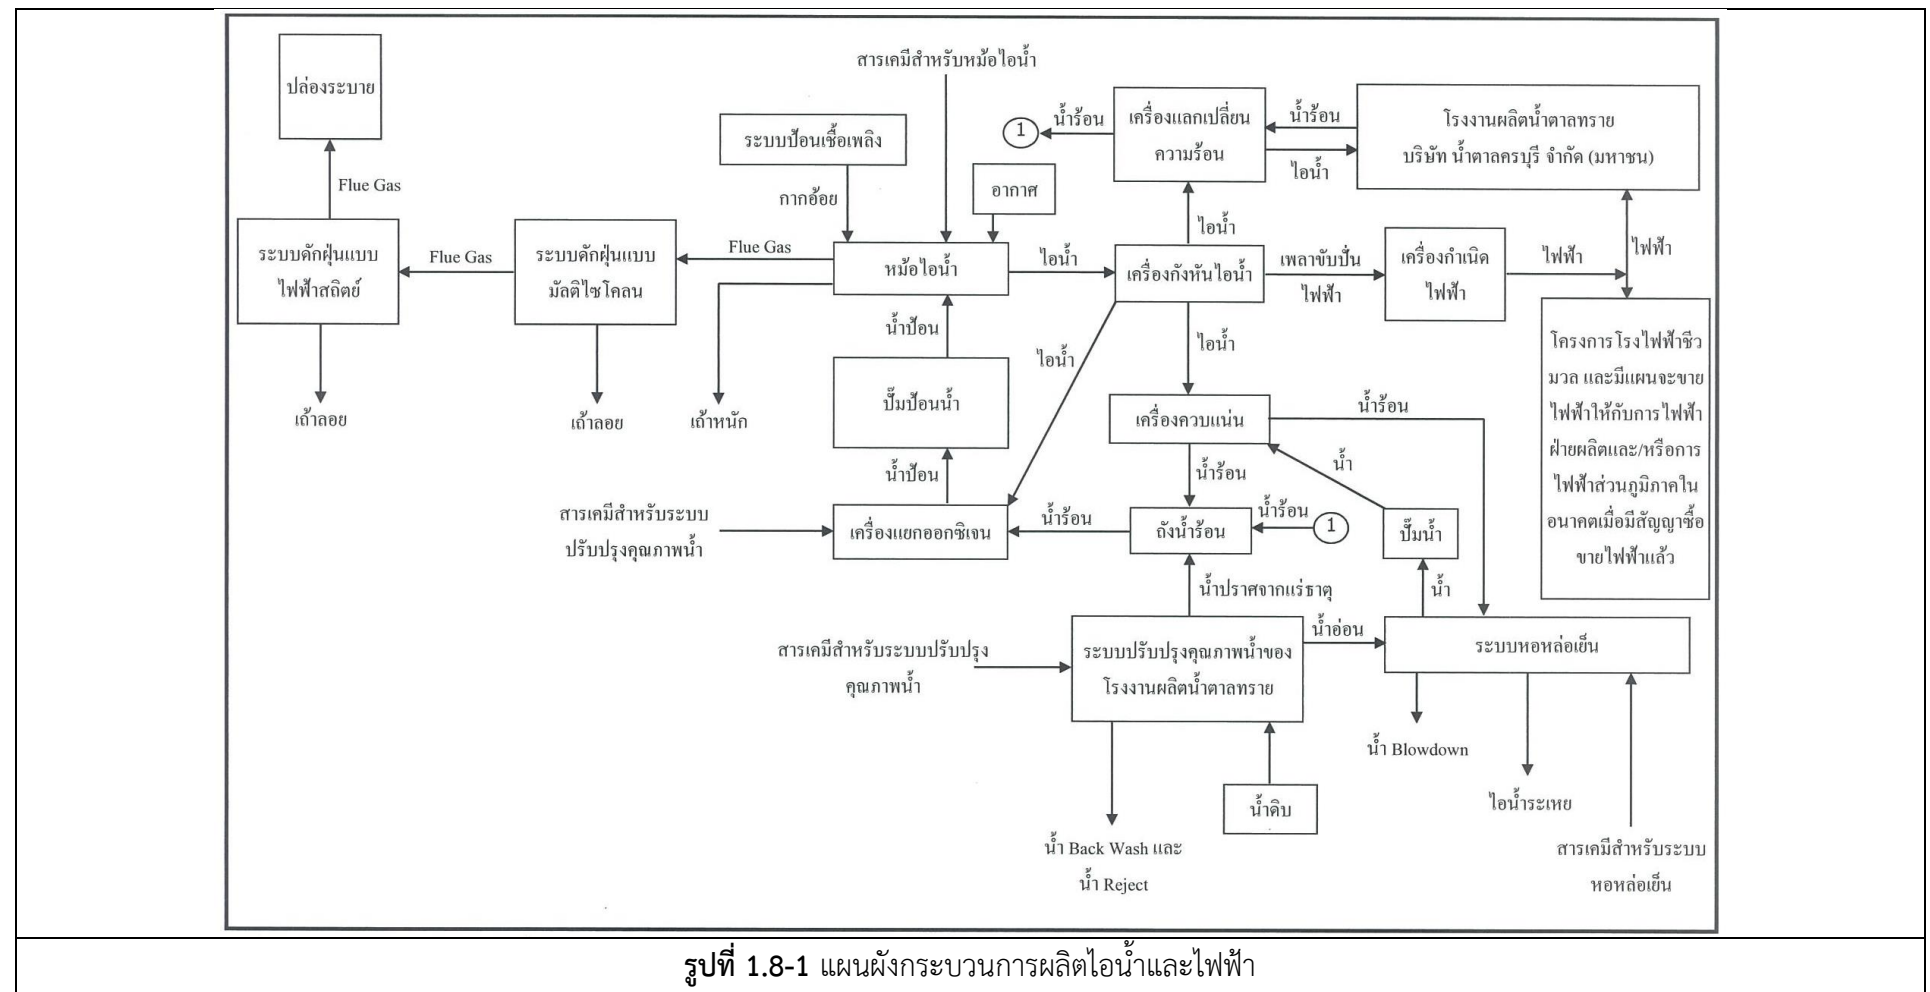 สารเคมีสำหรับหม้อไอน้ำ
ปล่องระบาย
Flue Gas
ระบบป้อนเชื้อเพลิง
กากอ้อย
อากาศ
น้ำร้อน
1
เครื่องแลกเปลี่ยน
ความร้อน
น้ำร้อน
ไอน้ำ
โรงงานผลิตน้ำตาลทราย
บริษัท น้ำตาลครบุรี จำกัด (มหาชน)
ระบบดักฝุ่นแบบ
ไฟฟ้าสถิตย์
Flue Gas
ระบบดักฝุ่นแบบ
มัลติไซโคลน
Flue Gas
หม้อไอน้ำ
ไอน้ำ
ไอน้ำ
เครื่องกังหันไอน้ำ
เพลาขับปั่น
ไฟฟ้า
เครื่องกำเนิด
ไฟฟ้า
ไฟฟ้า
ไฟฟ้า
เถ้าลอย
เถ้าลอย
เถ้าหนัก
น้ำป้อน
ปั๊มป้อนน้ำ
น้ำป้อน
ไอน้ำ
ไอน้ำ
เครื่องควบแน่น
น้ำร้อน
น้ำร้อน
น้ำ
โครงการโรงไฟฟ้าชีว
มวล และมีแผนจะขาย
ไฟฟ้าให้กับการไฟฟ้า
ฝ่ายผลิตและ/หรือการ
ไฟฟ้าส่วนภูมิภาคใน
อนาคตเมื่อมีสัญญาซื้อ
ขายไฟฟ้าแล้ว
สารเคมีสำหรับระบบ
ปรับปรุงคุณภาพน้ำ
เครื่องแยกออกซิเจน
น้ำร้อน
ถังน้ำร้อน
น้ำร้อน
1
ปั๊มน้ำ
น้ำ
น้ำปราศจากแร่ธาตุ
สารเคมีสำหรับระบบปรับปรุง
คุณภาพน้ำ
ระบบปรับปรุงคุณภาพน้ำของ
โรงงานผลิตน้ำตาลทราย
น้ำอ่อน
ระบบหอหล่อเย็น
น้ำ Blowdown
ไอน้ำระเหย
น้ำดิบ
น้ำ Back Wash และ
น้ำ Reject
สารเคมีสำหรับระบบ
หอหล่อเย็น
รูปที่ 1.8-1 แผนผังกระบวนการผลิตไอน้ำและไฟฟ้า